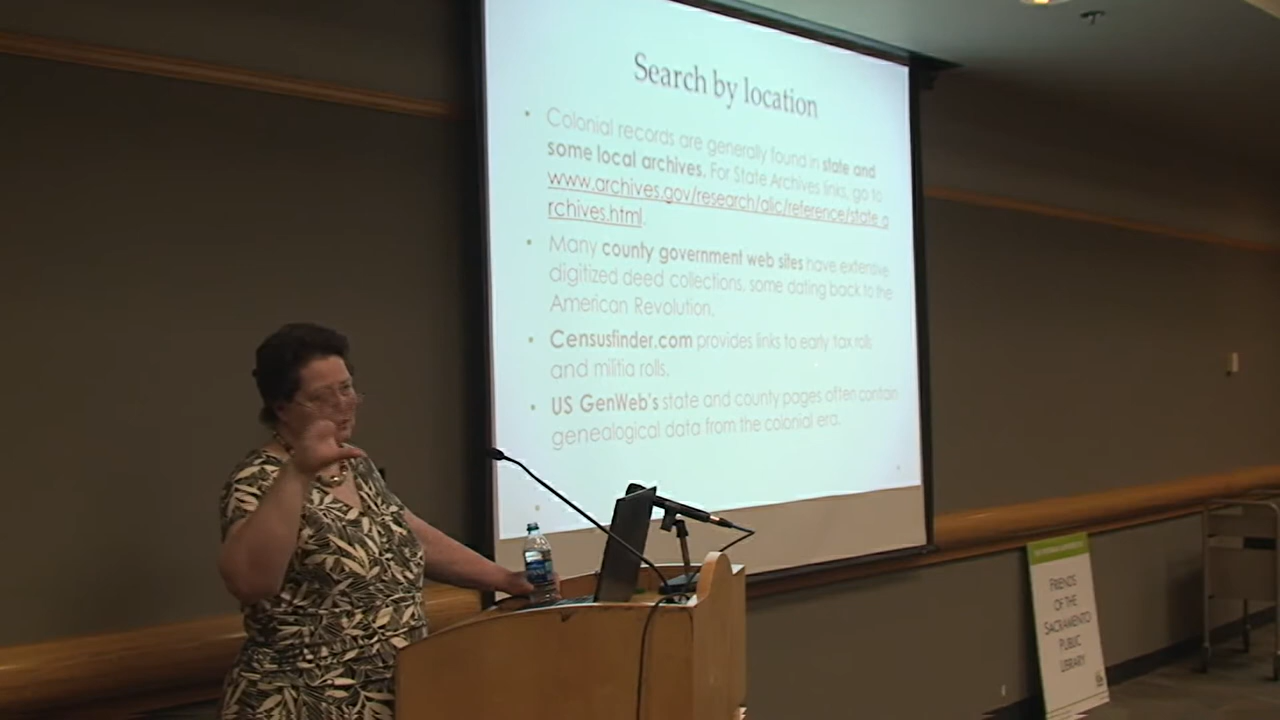 Search by location
• Colonial records are generally found in state and
some local archives. For State Archives links, go to
www.archives.gov/research/alic/reference/state_a
rchives.html.
• Many county government web sites have extensive
digitized deed collections, some dating back to the
American Revolution.
• Censusfinder.com provides links to early tax rolls
and militia rolls.
• US GenWeb's state and county pages often contain
genealogical data from the colonial era.
FRIENDS
OF THE
SACRAMENTO
PUBLIC
LIBRARY